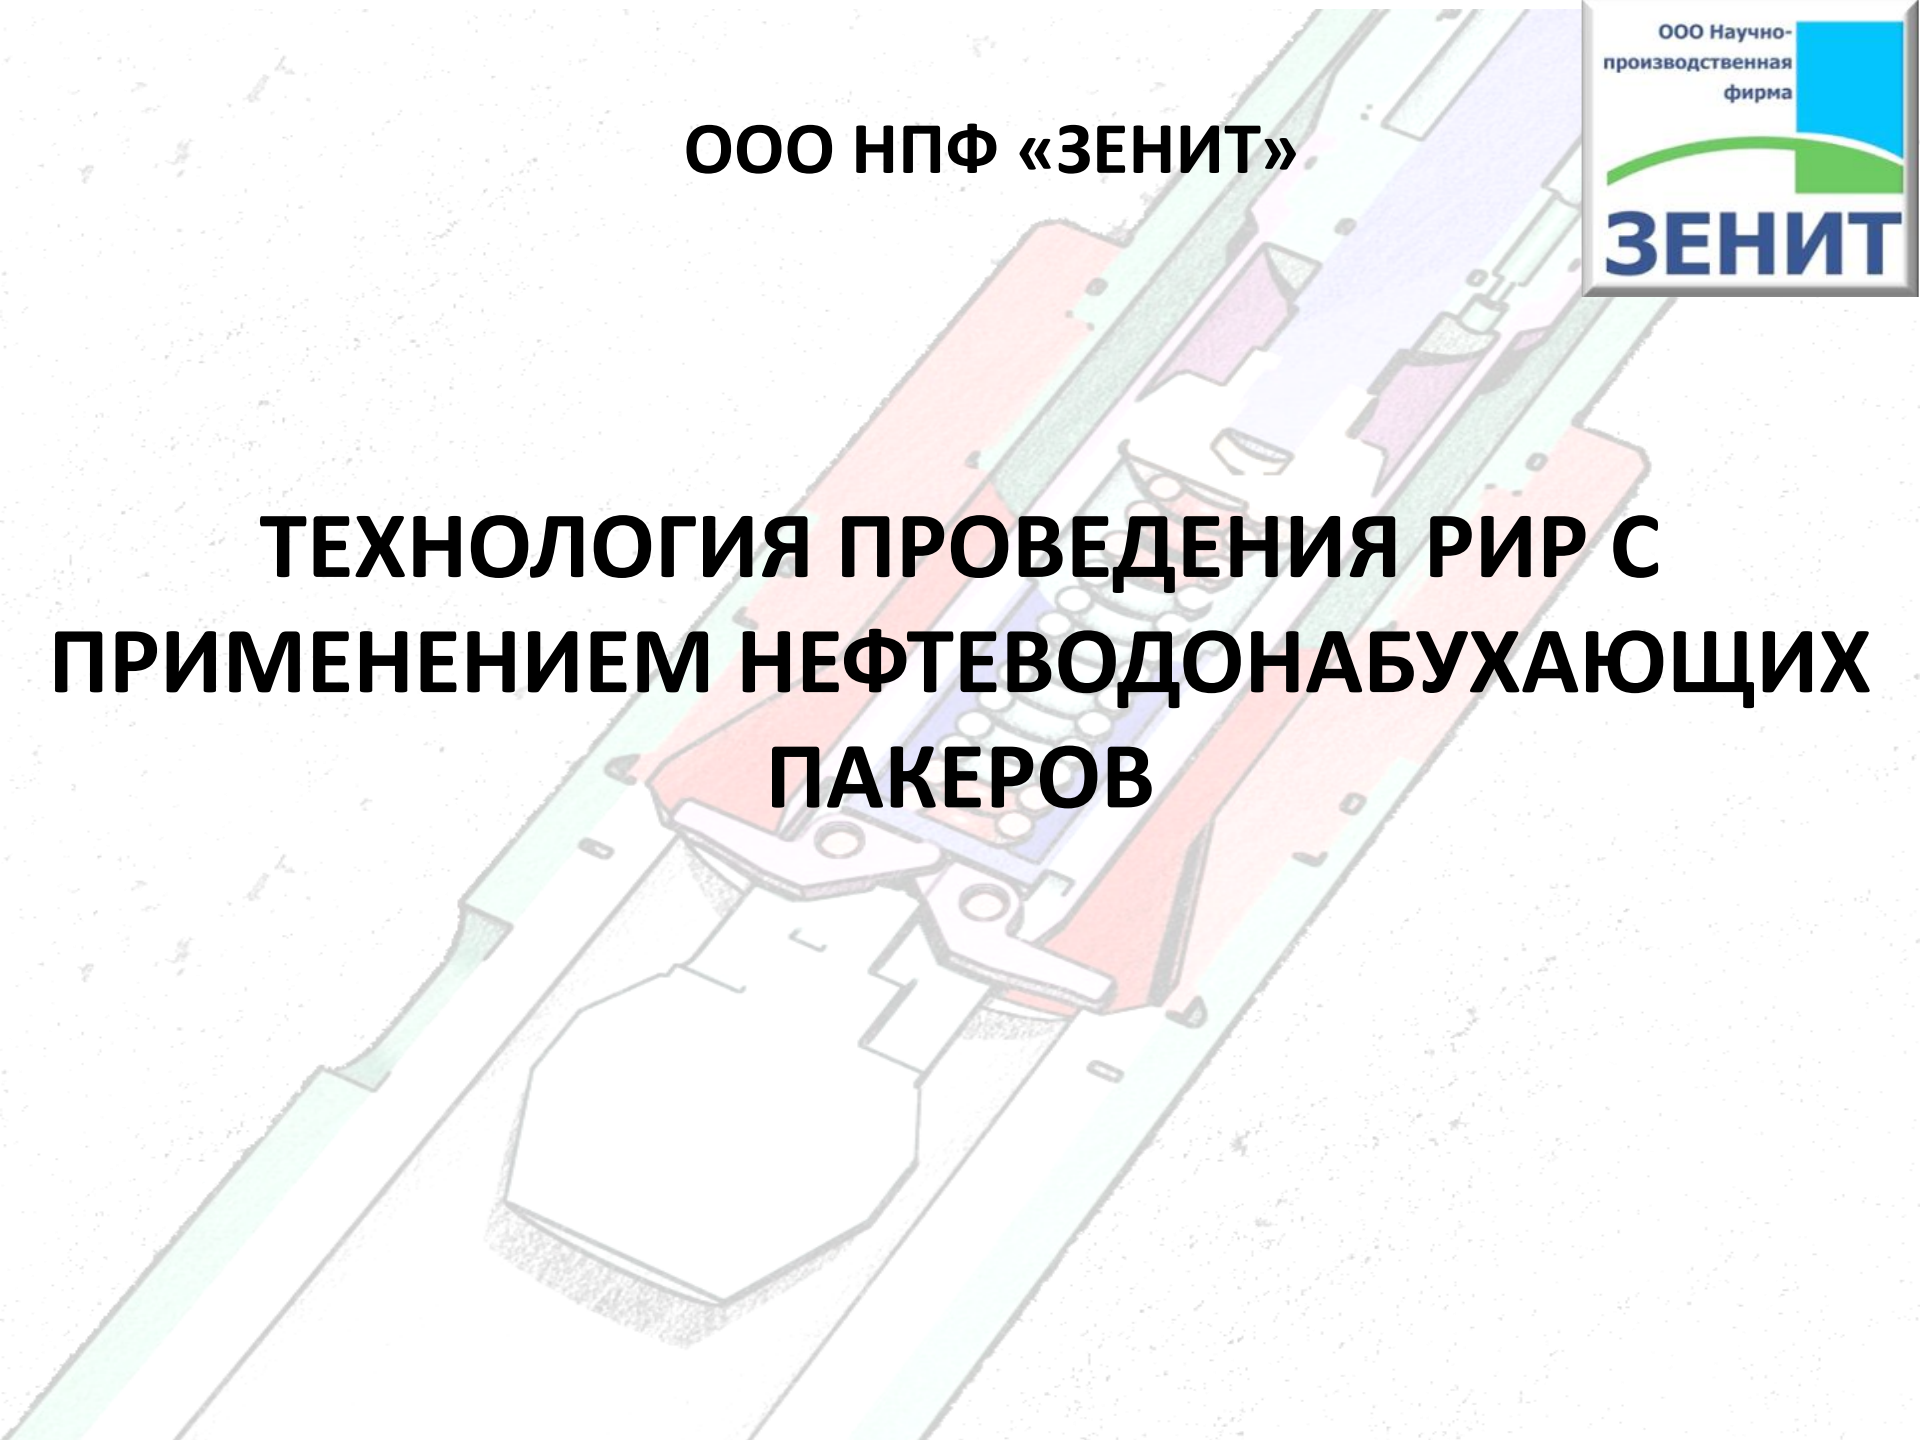 ООО Научно-
производственная
фирма
ЗЕНИТ
ООО НПФ «ЗЕНИТ»
ТЕХНОЛОГИЯ ПРОВЕДЕНИЯ РИР С
ПРИМЕНЕНИЕМ НЕФТЕВОДОНАБУХАЮЩИХ
ПАКЕРОВ